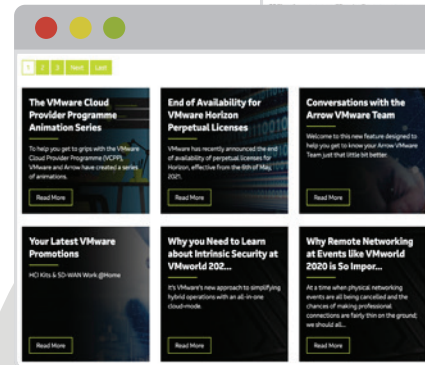 1 2 3 Next Last
The VMware Cloud
Provider Programme
Animation Series
To help you get to grips with the VMware
Cloud Provider Programme (VCPP),
VMware and Arrow have created a series
of animations.
Read More
End of Availability for
VMware Horizon
Perpetual Licenses
VMware has recently announced the end
of availability of perpetual licenses for
Horizon, effective from the 6th of May,
2021.
Read More
Conversations with the
Arrow VMware Team
Welcome to this new feature designed to
help you get to know your Arrow VMware
Team just that little bit better.
Read More
Your Latest VMware
Promotions
HCI Kits & SD-WAN Work @Home
Read More
Why you Need to Learn
about Intrinsic Security at
VMworld 202...
It's VMware's new approach to simplifying
hybrid operations with an all-in-one
cloud-mode.
Read More
Why Remote Networking
at Events like VMworld
2020 is So Impor...
At a time when physical networking
events are all being cancelled and the
chances of making professional
connections are fairly thin on the ground;
we should all...
Read More